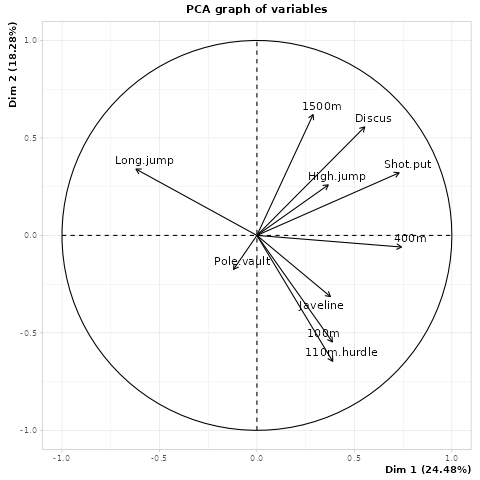 PCA graph of variables
Dim 2 (18.28%)
1.0
0.5
0.0
-0.5
-1.0
1500m
Discus
Long.jump
Shot.put
High.jump
400m
Pole.vault
Javeline
100m
110m.hurdle
-1.0
-0.5
0.0
0.5
1.0
Dim 1 (24.48%)